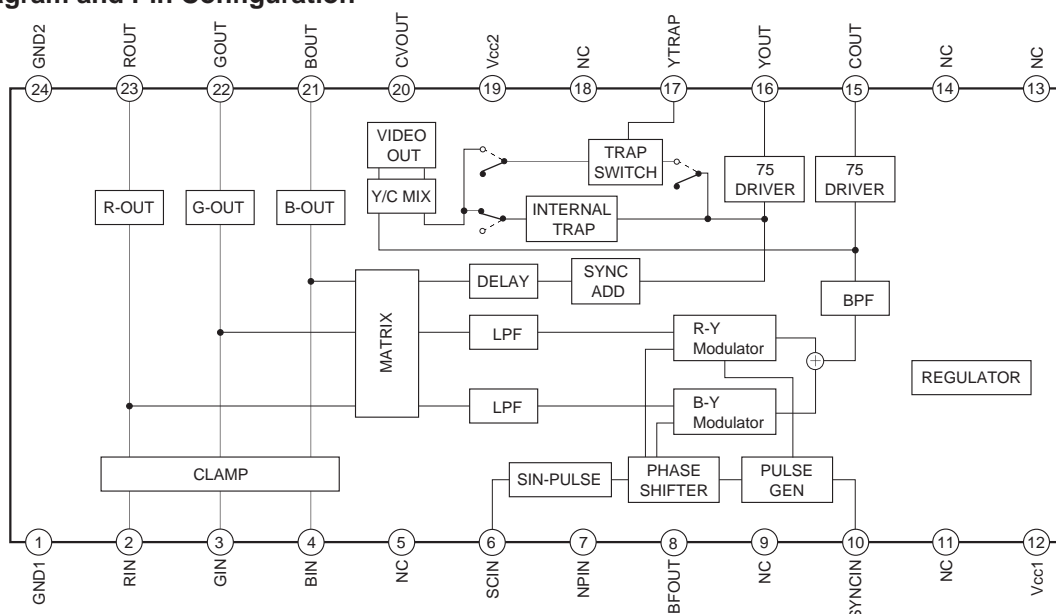 agram and Pin Configuration
GND2
ROUT
GOUT
BOUT
CVOUT
Vcc2
NC
YTRAP
YOUT
COUT
NC
NC
24
23
22
21
20
19
18
17
16
15
14
13
VIDEO
OUT
TRAP
SWITCH
75
DRIVER
75
DRIVER
R-OUT
G-OUT
B-OUT
Y/C MIX
INTERNAL
TRAP
MATRIX
DELAY
SYNC
ADD
BPF
LPF
R-Y
Modulator
REGULATOR
LPF
B-Y
Modulator
CLAMP
SIN-PULSE
PHASE
SHIFTER
PULSE
GEN
1
2
3
4
5
6
7
8
9
10
11
12
GND1
RIN
GIN
BIN
NC
SCIN
NPIN
BFOUT
NC
SYNCIN
NC
Vcc1